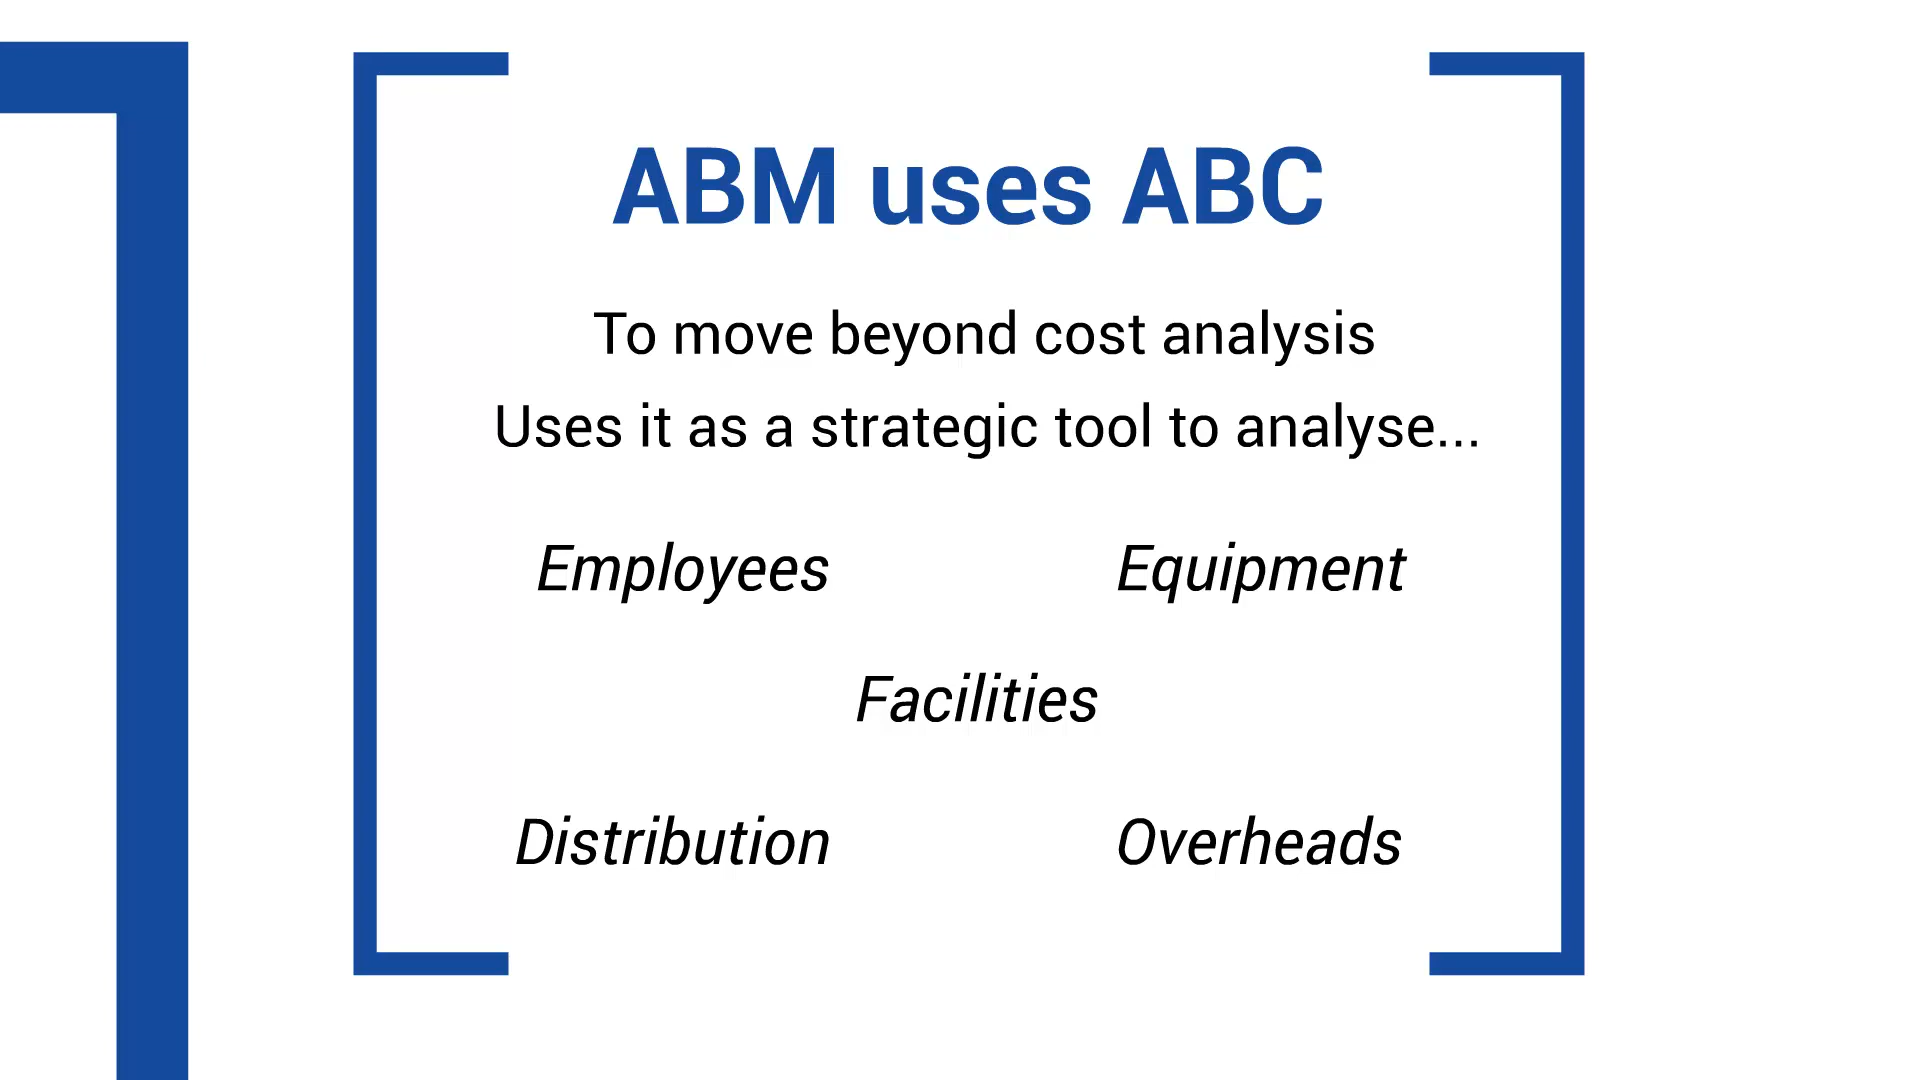 ABM uses ABC
To move beyond cost analysis
Uses it as a strategic tool to analyse...
Employees Equipment
Facilities
Distribution Overheads